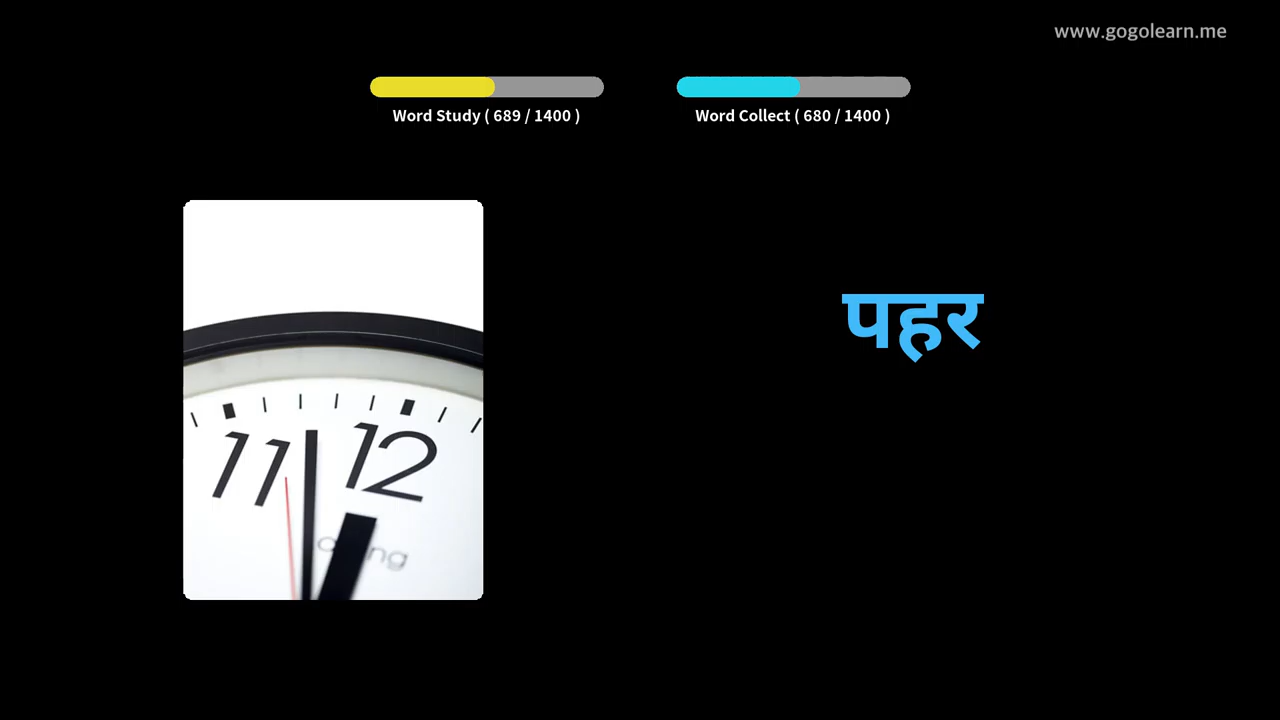 www.gogolearn.me
Word Study ( 689 / 1400 )
Word Collect ( 680 / 1400 )
पहर
11 12